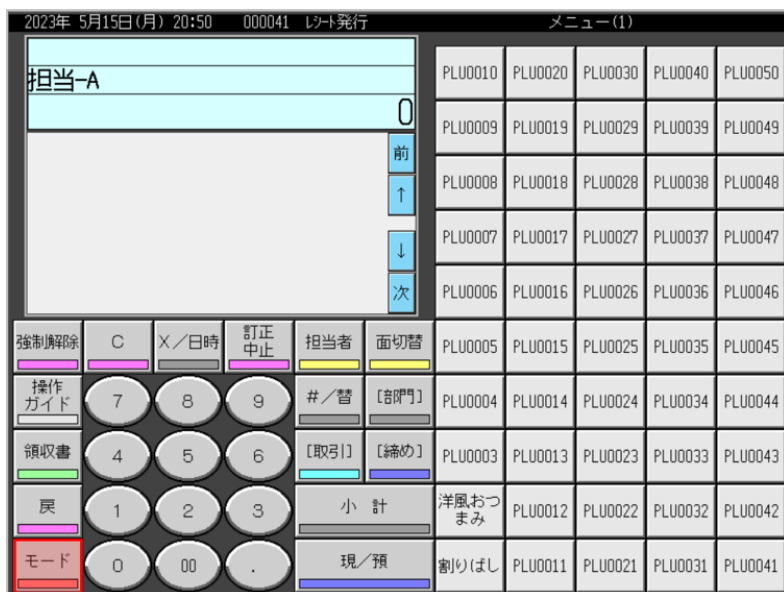 2023年 5月15日(月) 20:50 000041 ﾚｼｰﾄ発行 メニュー(1)
担当-A
0
前
↑
↓
次
強制解除 C X／日時 訂正
中止 担当者 面切替
操作
ガイド 7 8 9 #／替 [部門]
領収書 4 5 6 [取引] [締め]
戻 1 2 3 小 計
モード 0 00 . 現／預
PLU0010 PLU0020 PLU0030 PLU0040 PLU0050
PLU0009 PLU0019 PLU0029 PLU0039 PLU0049
PLU0008 PLU0018 PLU0028 PLU0038 PLU0048
PLU0007 PLU0017 PLU0027 PLU0037 PLU0047
PLU0006 PLU0016 PLU0026 PLU0036 PLU0046
PLU0005 PLU0015 PLU0025 PLU0035 PLU0045
PLU0004 PLU0014 PLU0024 PLU0034 PLU0044
PLU0003 PLU0013 PLU0023 PLU0033 PLU0043
洋風おつ
まみ PLU0012 PLU0022 PLU0032 PLU0042
割りばし PLU0011 PLU0021 PLU0031 PLU0041